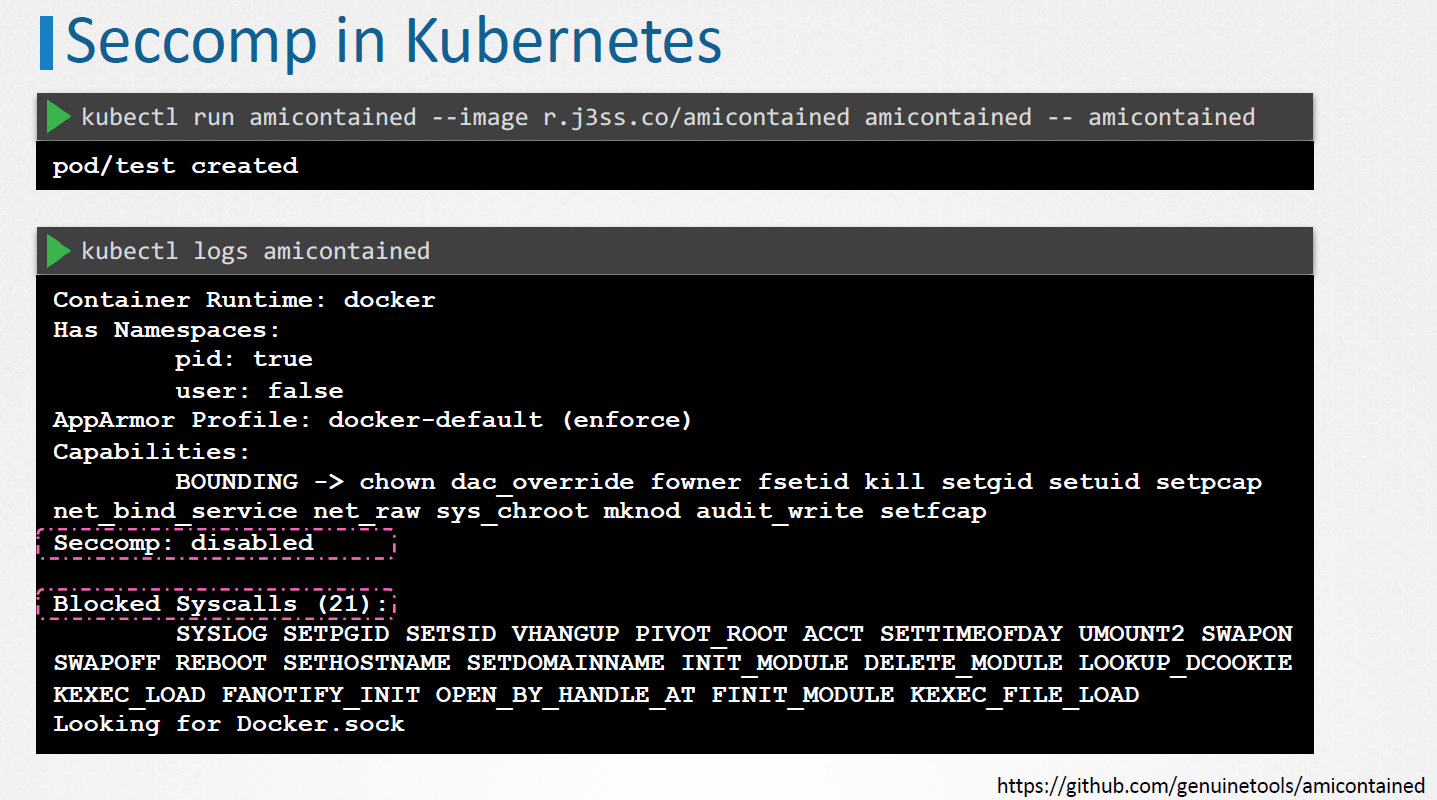 Seccomp in Kubernetes
kubectl run amicontained --image r.j3ss.co/amicontained amicontained -- amicontained
pod/test created
kubectl logs amicontained
Container Runtime: docker
Has Namespaces:
pid: true
user: false
AppArmor Profile: docker-default (enforce)
Capabilities:
BOUNDING -> chown dac_override fowner fsetid kill setgid setuid setpcap
net_bind_service net_raw sys_chroot mknod audit_write setfcap
Seccomp: disabled
Blocked Syscalls (21):
SYSLOG SETPGID SETSID VHANGUP PIVOT_ROOT ACCT SETTIMEOFDAY UMOUNT2 SWAPON
SWAPOFF REBOOT SETHOSTNAME SETDOMAINNAME INIT_MODULE DELETE_MODULE LOOKUP_DCOOKIE
KEXEC_LOAD FANOTIFY_INIT OPEN_BY_HANDLE_AT FINIT_MODULE KEXEC_FILE_LOAD
Looking for Docker.sock
https://github.com/genuinetools/amicontained